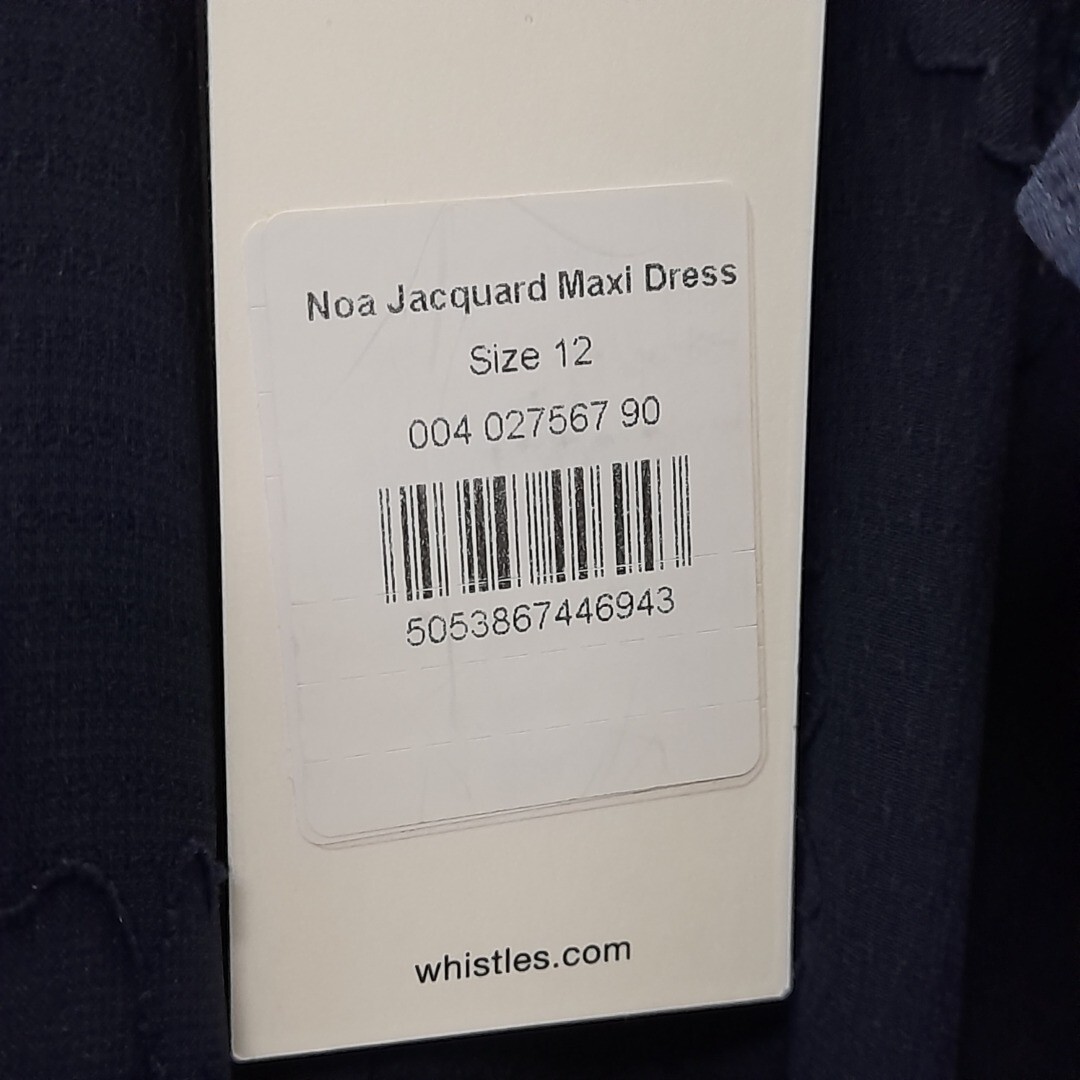 Noa Jacquard Maxi Dress
Size 12
004 027567 90
5053867446943
whistles.com